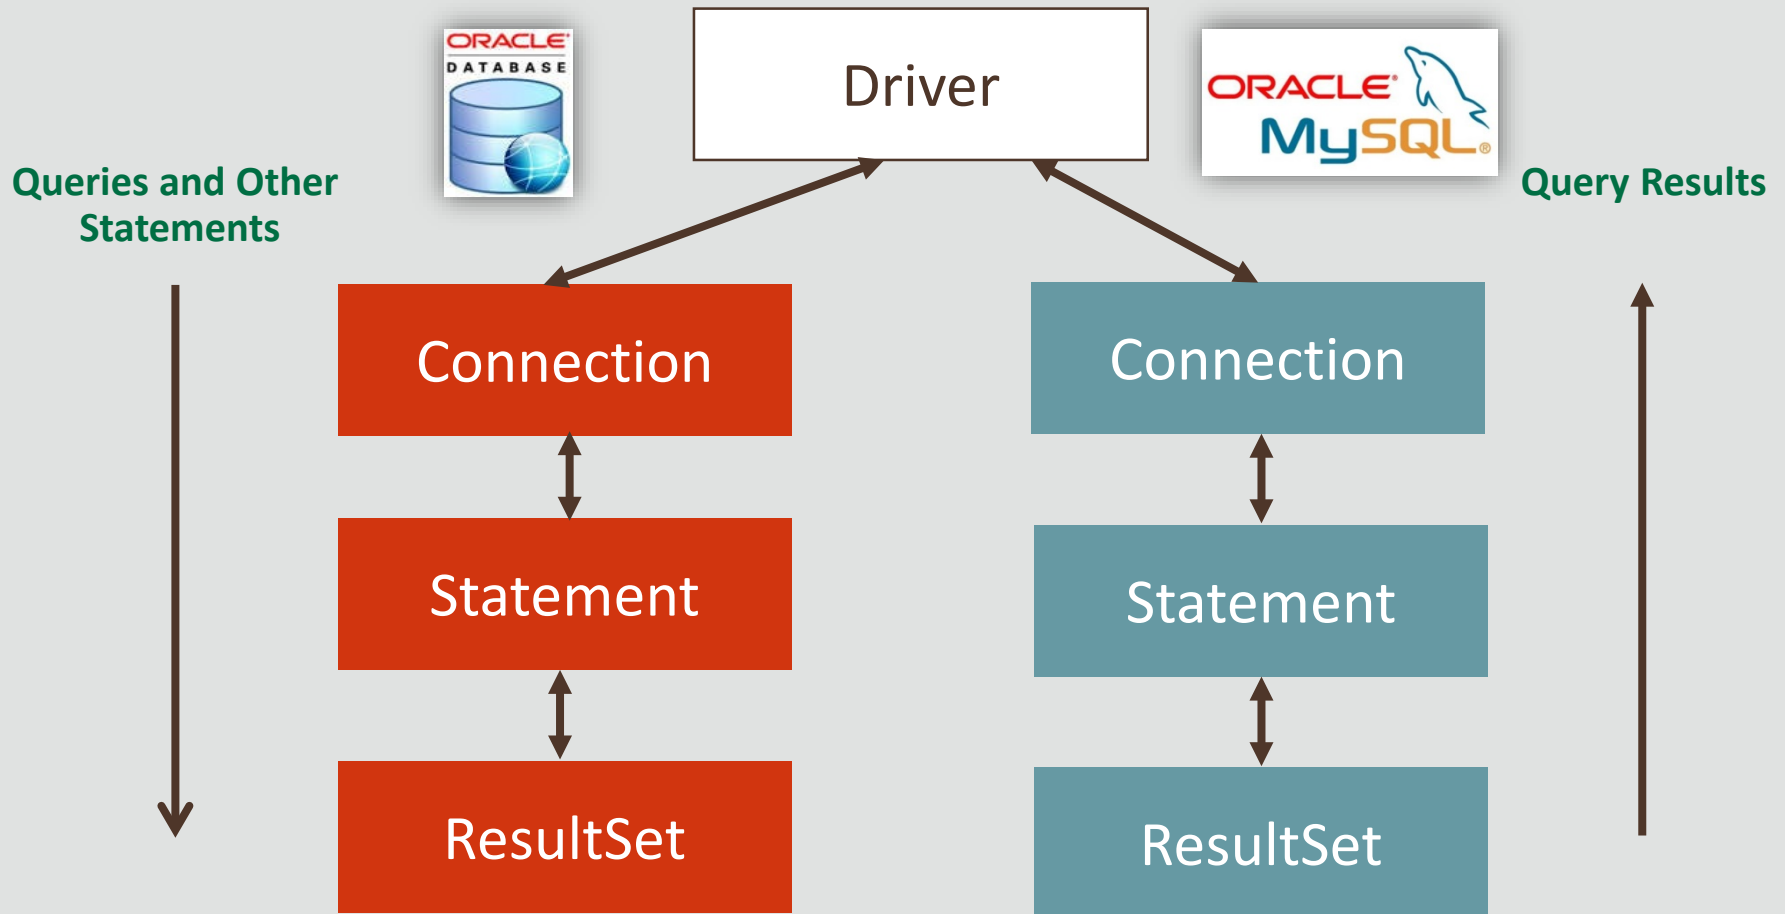 ORACLE
DATABASE
Driver
ORACLE
MySQL®
Queries and Other
Statements
Query Results
Connection
Connection
Statement
Statement
ResultSet
ResultSet